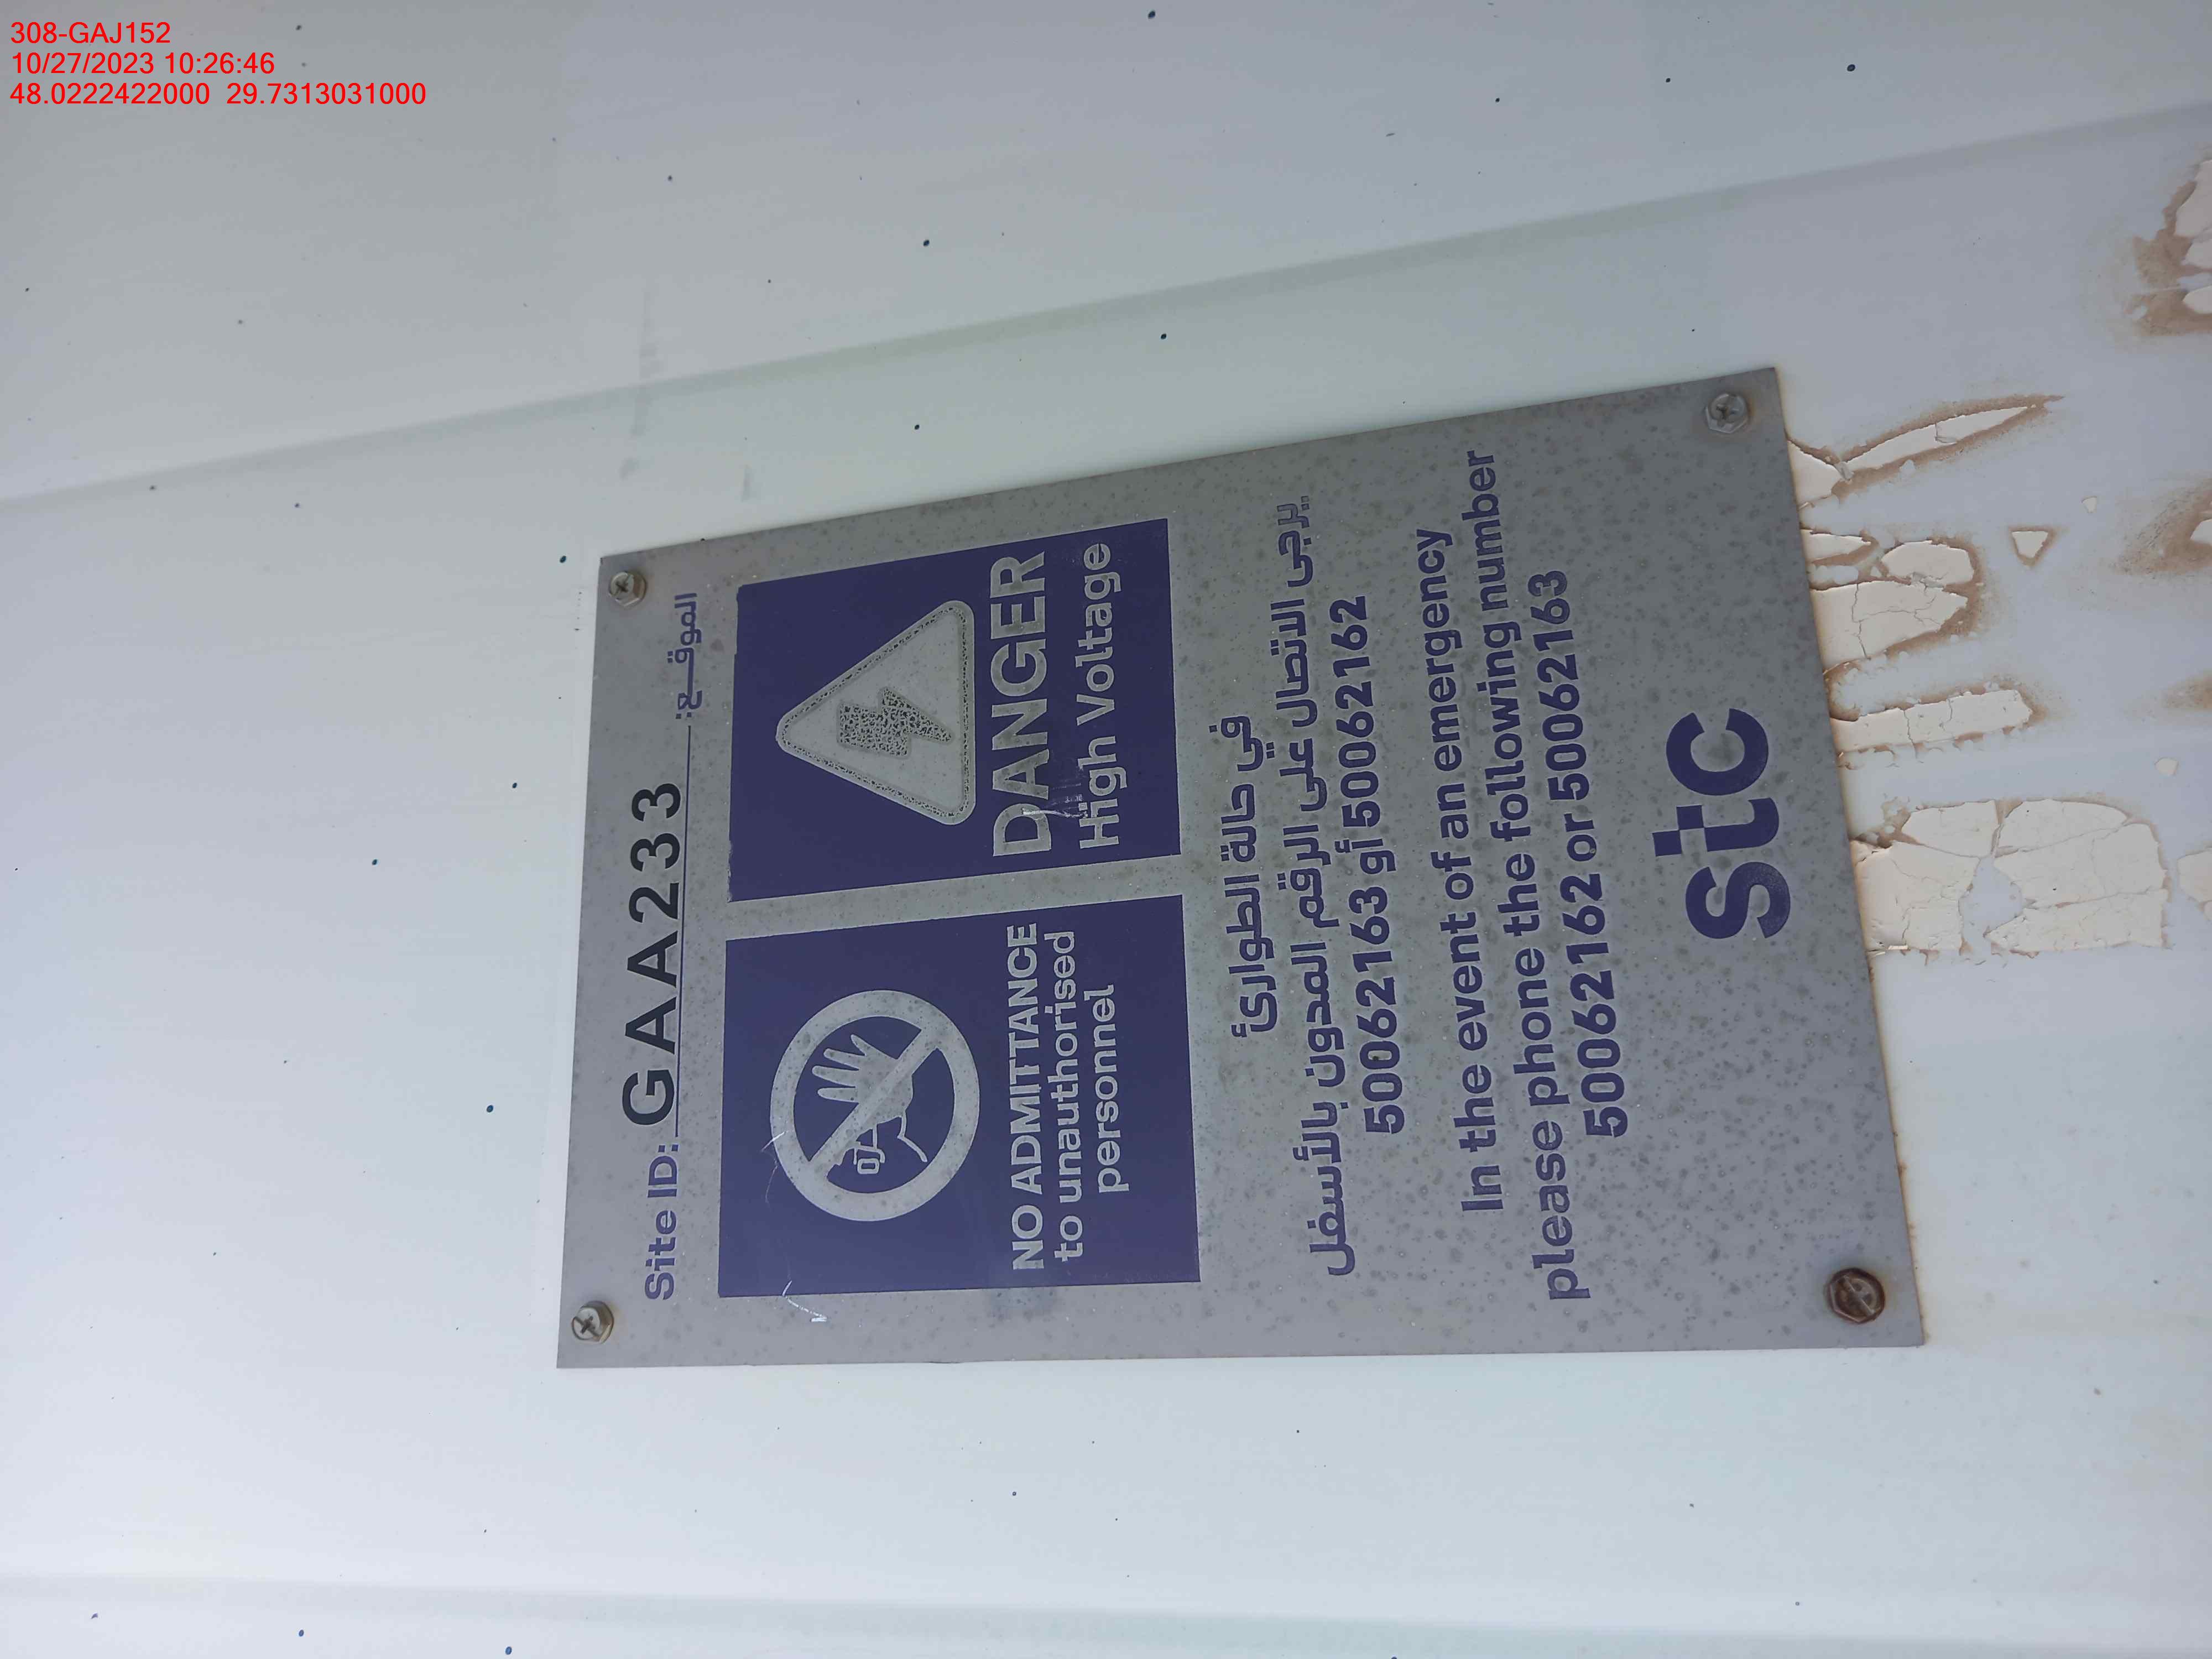 308-GAJ152
10/27/2023 10:26:46
48.0222422000 29.7313031000
Site ID: GAA233 الموقـــع:
NO ADMITTANCE
to unauthorised
personnel
DANGER
High Voltage
في حالة الطوارئ
يرجى الاتصال على الرقم المدون بالأسفل
50062163 أو 50062162
In the event of an emergency
please phone the following number
50062162 or 50062163
stc